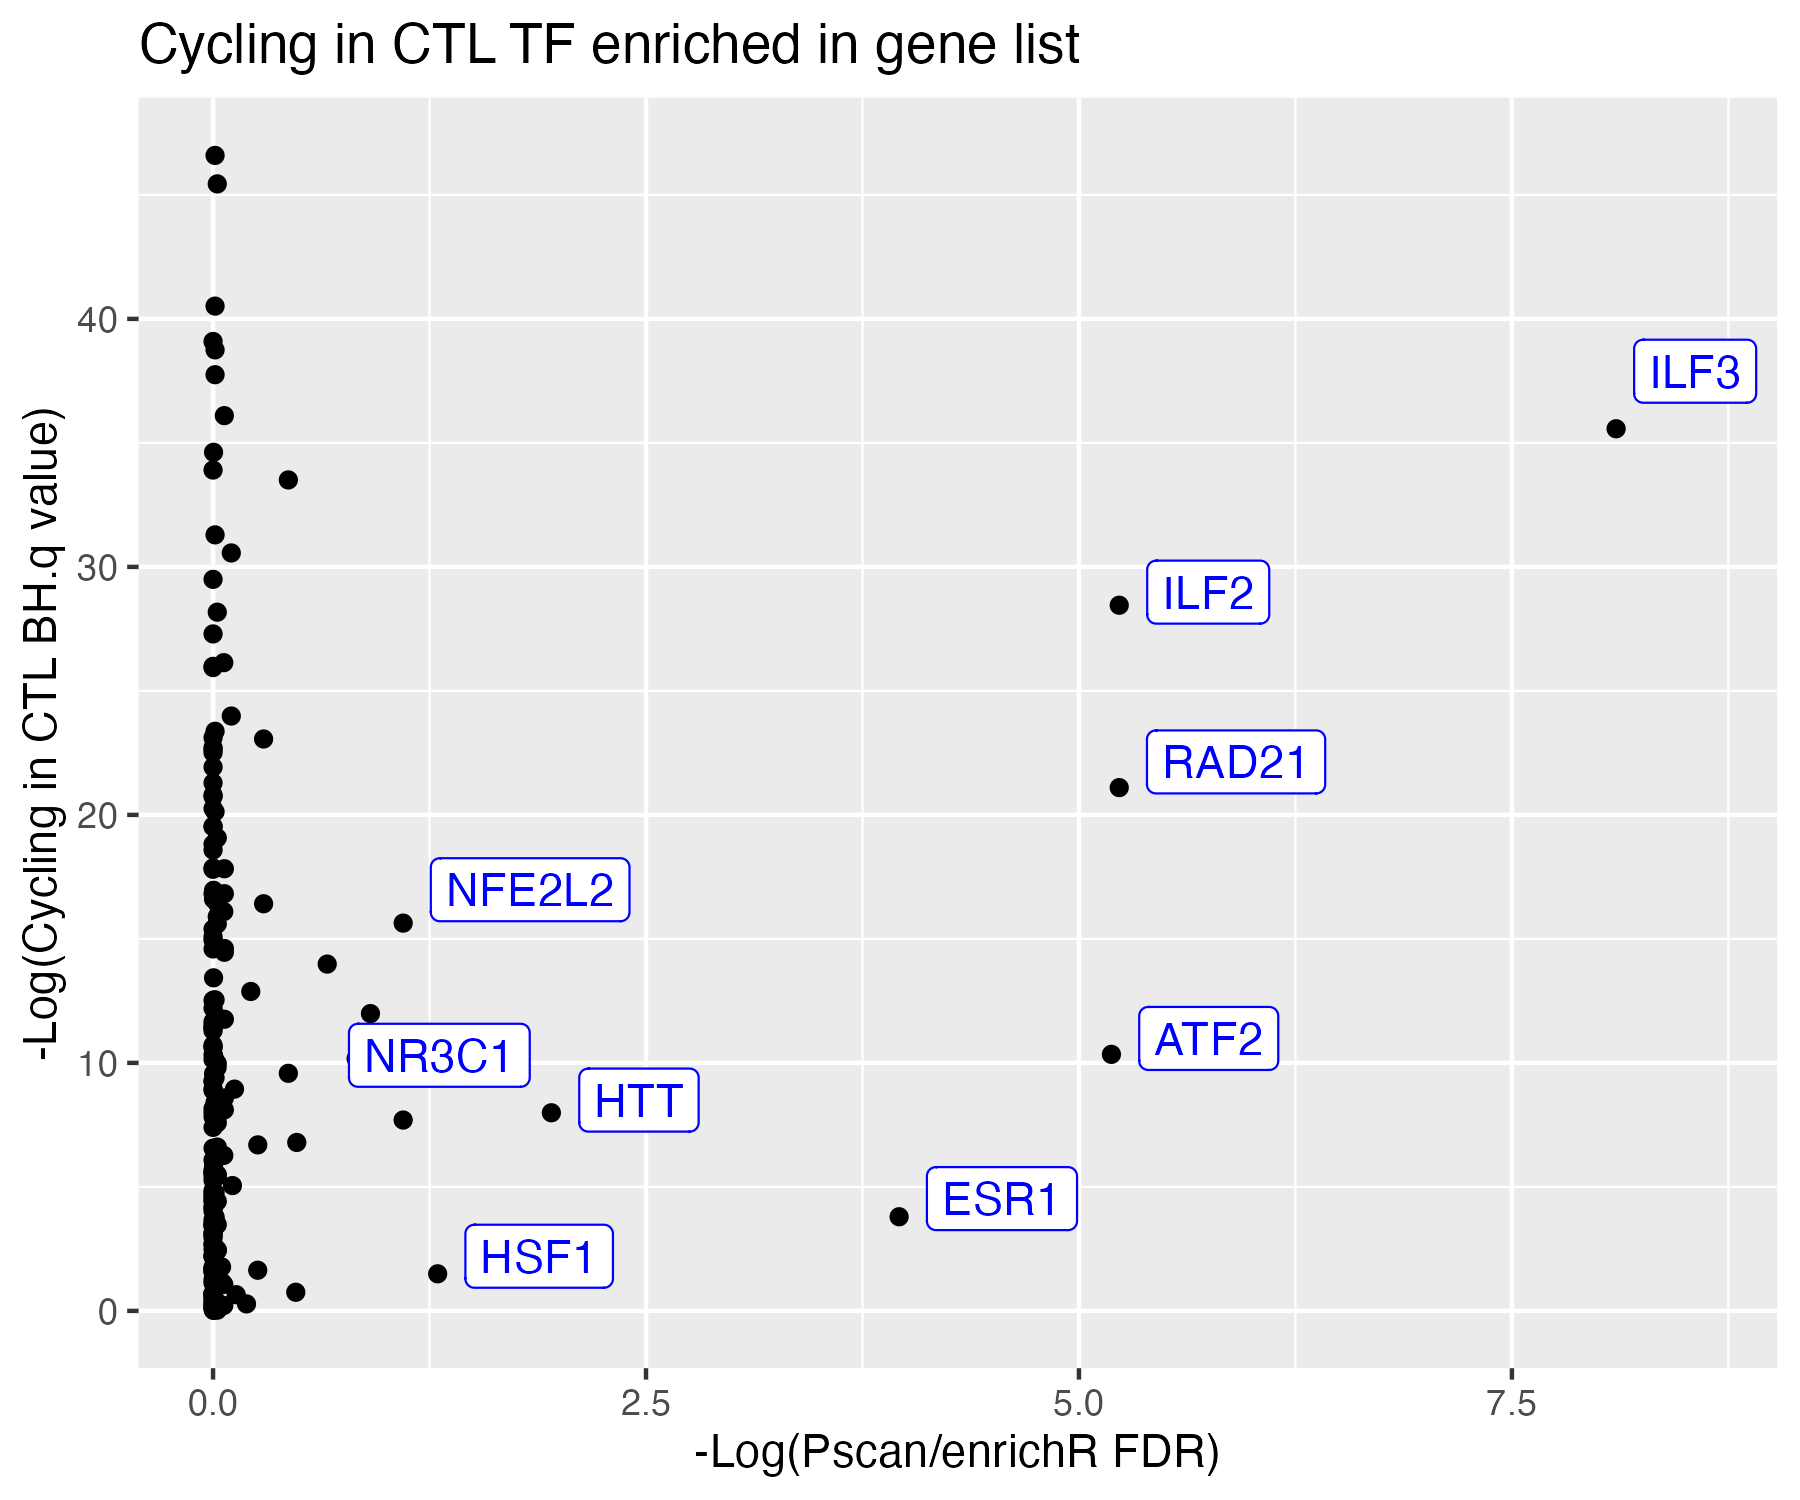 Cycling in CTL TF enriched in gene list
-Log(Cycling in CTL BH.q value)
40
30
20
10
0
ILF3
ILF2
RAD21
NFE2L2
NR3C1
ATF2
HTT
ESR1
HSF1
0.0
2.5
5.0
7.5
-Log(Pscan/enrichR FDR)